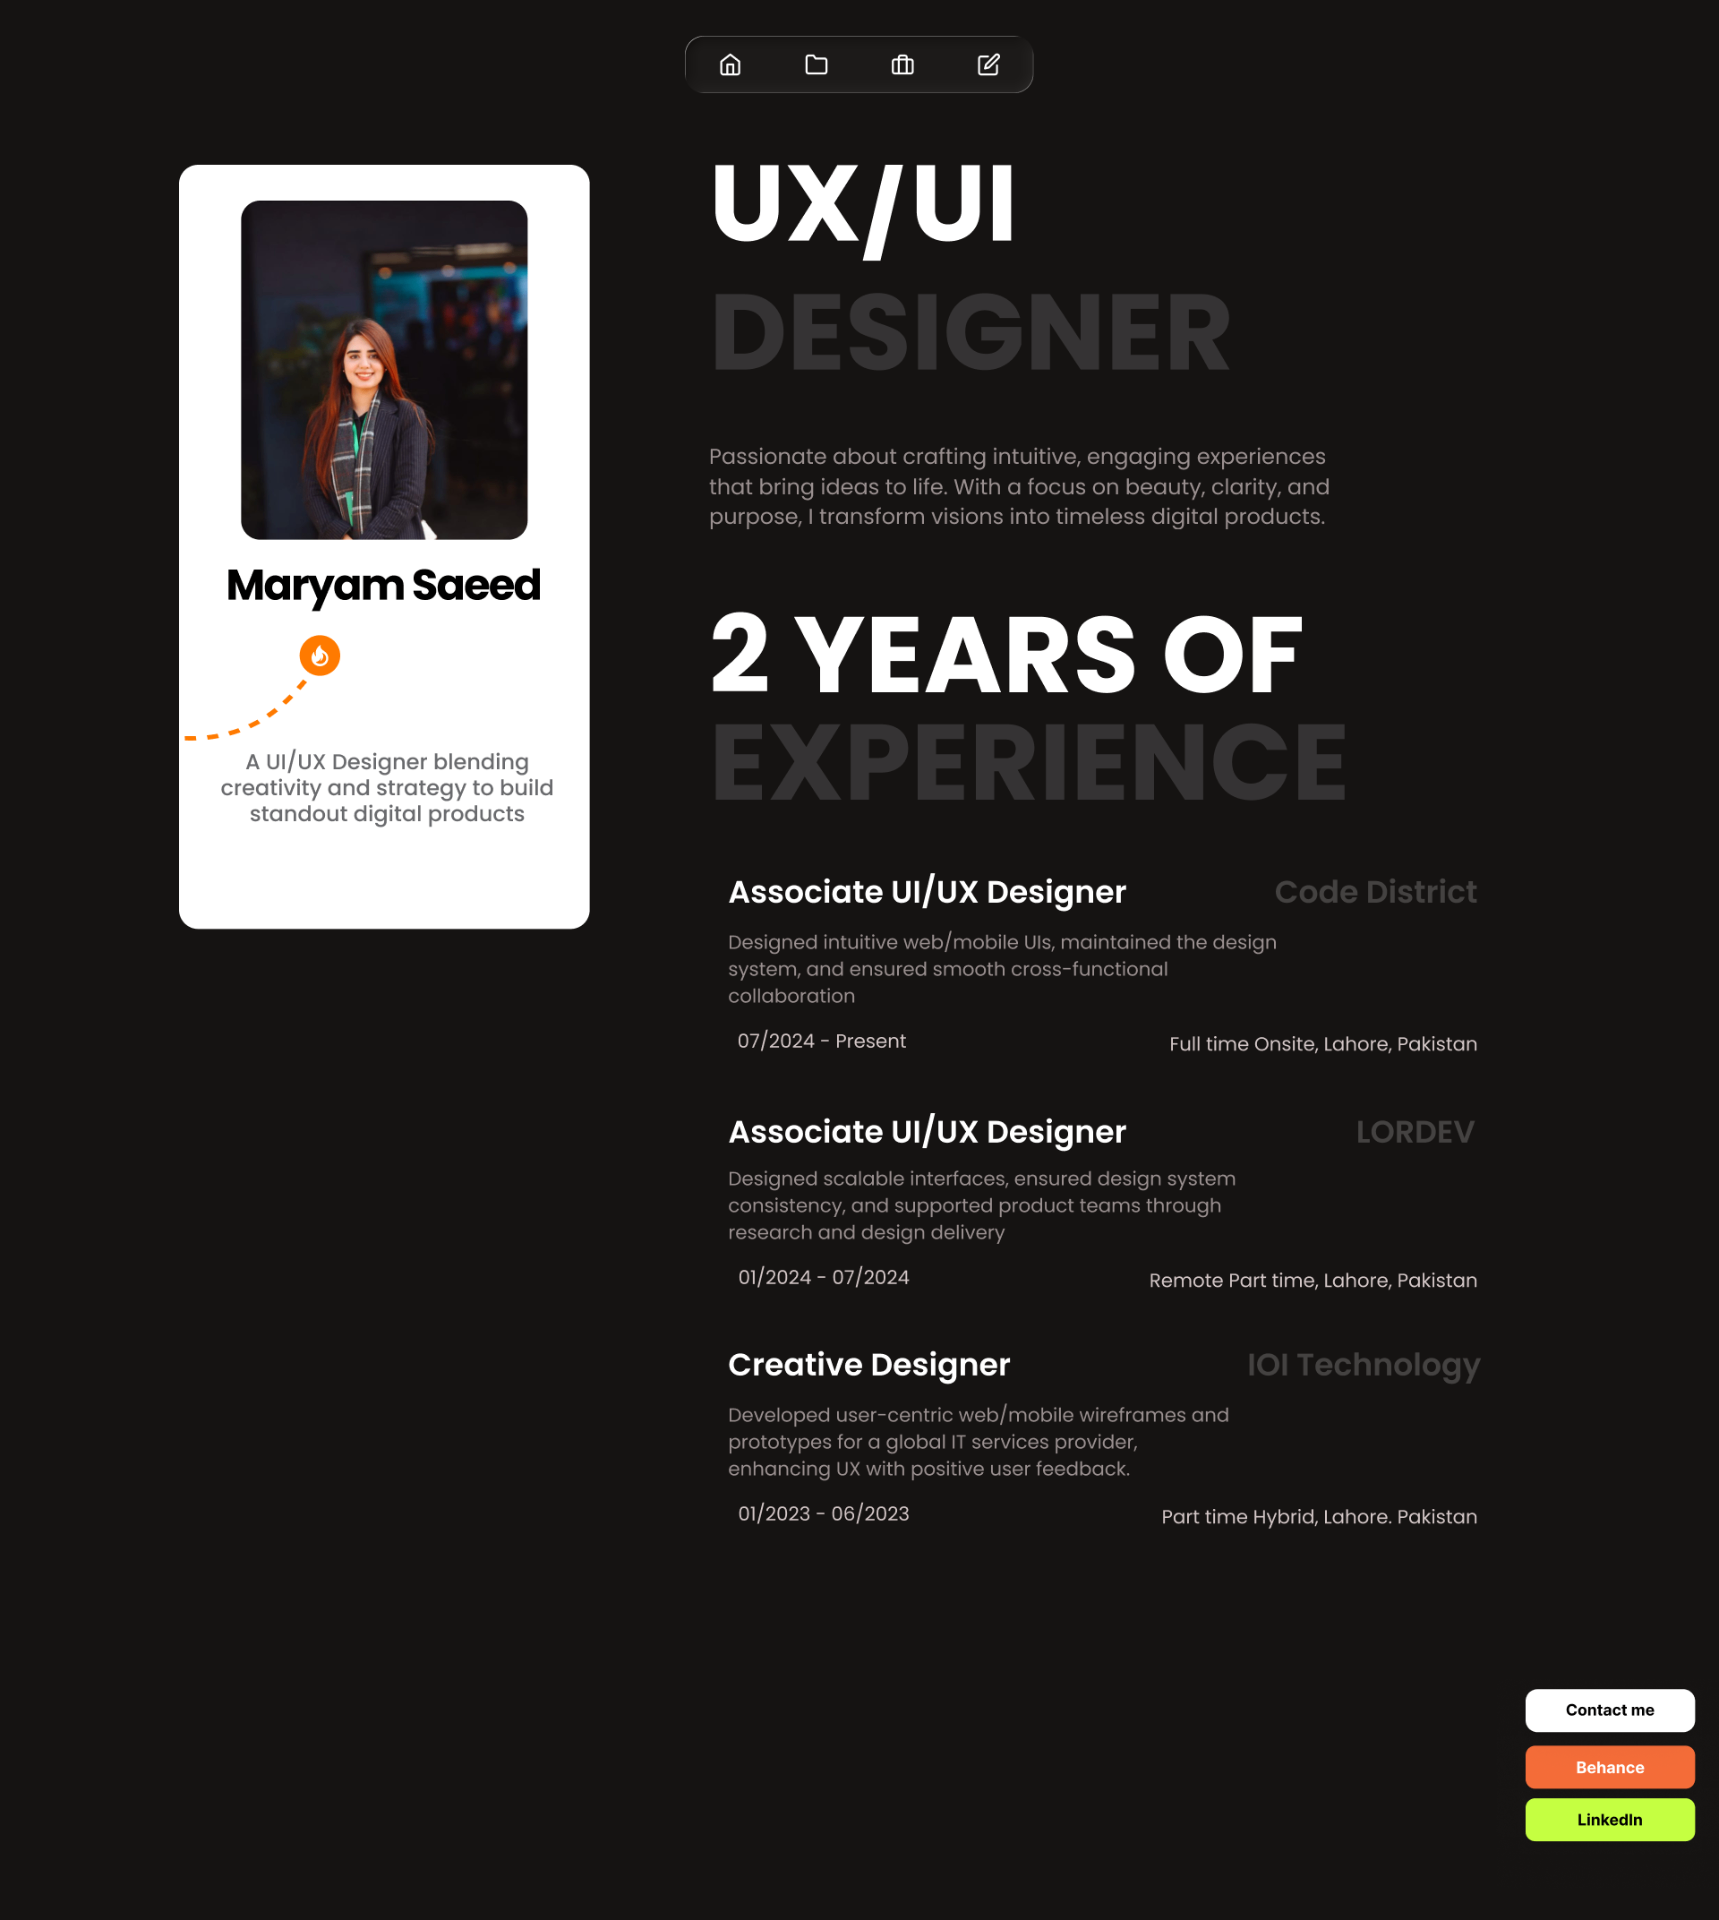 UX/UI
DESIGNER
Maryam Saeed
A UI/UX Designer blending
creativity and strategy to build
standout digital products
Passionate about crafting intuitive, engaging experiences
that bring ideas to life. With a focus on beauty, clarity, and
purpose, I transform visions into timeless digital products.
2 YEARS OF
EXPERIENCE
Associate UI/UX Designer
Code District
Designed intuitive web/mobile UIs, maintained the design
system, and ensured smooth cross-functional
collaboration
07/2024 - Present
Full time Onsite, Lahore, Pakistan
Associate UI/UX Designer
LORDEV
Designed scalable interfaces, ensured design system
consistency, and supported product teams through
research and design delivery
01/2024 - 07/2024
Remote Part time, Lahore, Pakistan
Creative Designer
IOI Technology
Developed user-centric web/mobile wireframes and
prototypes for a global IT services provider,
enhancing UX with positive user feedback.
01/2023 - 06/2023
Part time Hybrid, Lahore. Pakistan
Contact me
Behance
LinkedIn